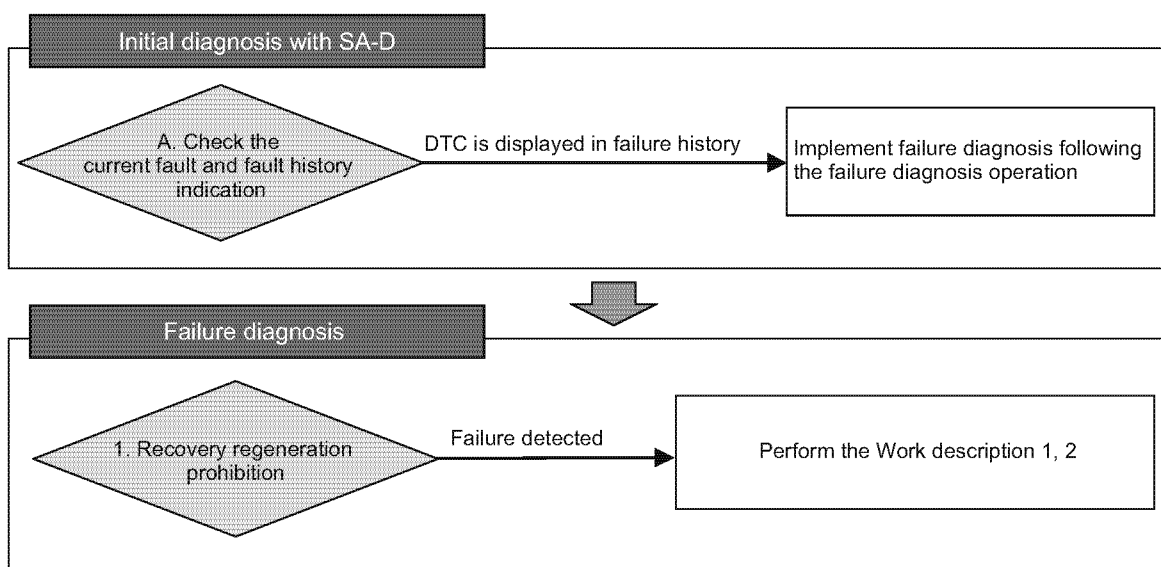 Initial diagnosis with SA-D
A. Check the
current fault and fault history
indication
DTC is displayed in failure history
Implement failure diagnosis following
the failure diagnosis operation
Failure diagnosis
1. Recovery regeneration
prohibition
Failure detected
Perform the Work description 1, 2